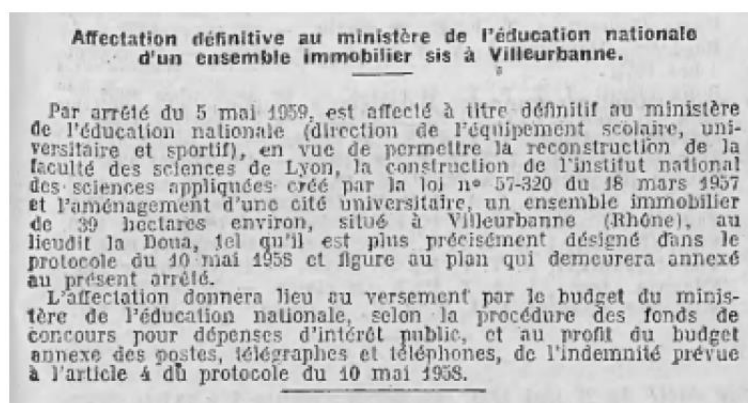 Affectation définitive au ministère de l'éducation nationale
d'un ensemble immobilier sis à Villeurbanne.
Par arrêté du 5 mai 1959, est affecté à titre définitif au ministère
de l'éducation nationale (direction de l'équipement scolaire, uni-
versitaire et sportif), en vue de permettre la reconstruction de la
faculté des sciences de Lyon, la construction de l'institut national
des sciences appliquées créé par la loi n° 57-320 du 18 mars 1957
et l'aménagement d'une cité universitaire, un ensemble immobilier
de 39 hectares environ, situé à Villeurbanne (Rhône), au
lieudit la Doua, tel qu'il est plus précisément désigné dans le
protocole du 10 mai 1958 et figure au plan qui demeurera annexé
au présent arrêté.
L'affectation donnera lieu au versement par le budget du minis-
tère de l'éducation nationale, selon la procédure des fonds de
concours pour dépenses d'intérêt public, et au profit du budget
annexe des postes, télégraphes et téléphones, de l'indemnité prévue
à l'article 4 du protocole du 10 mai 1958.